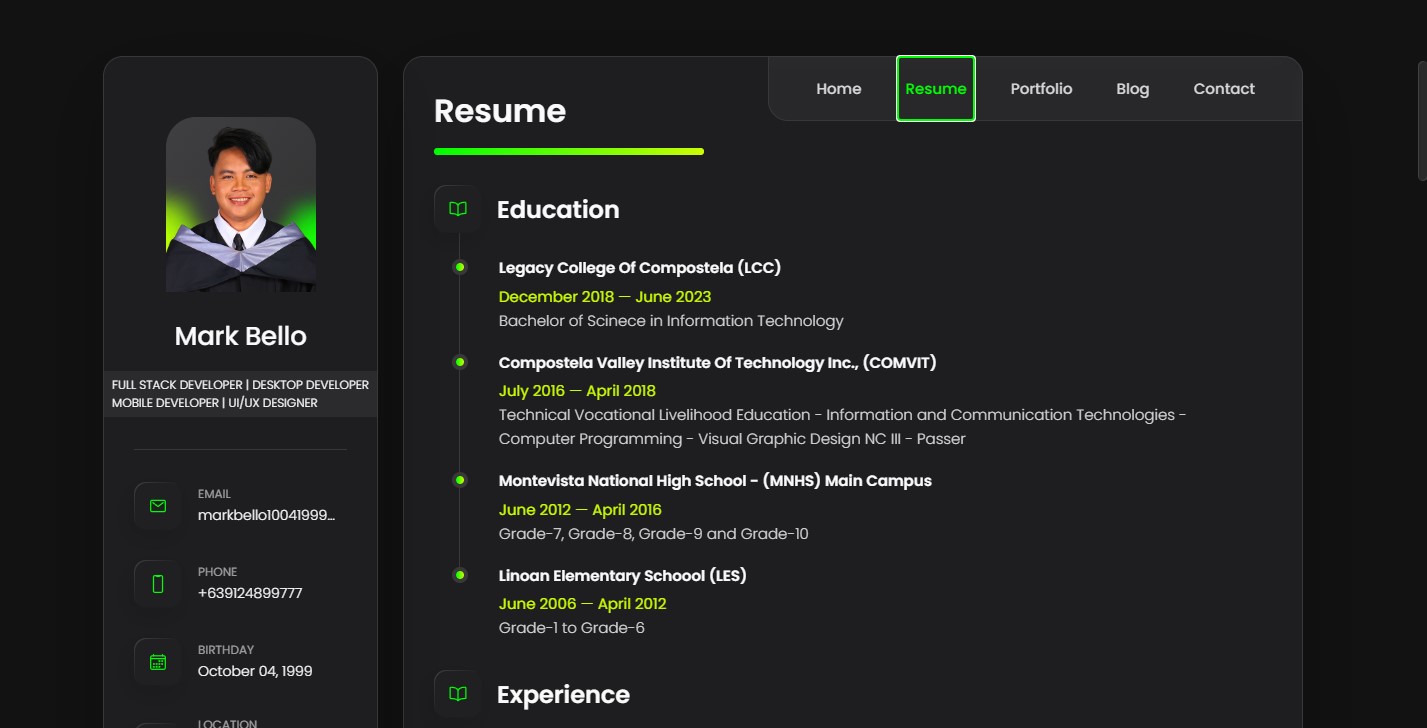 Home
Resume
Portfolio
Blog
Contact
Mark Bello
FULL STACK DEVELOPER | DESKTOP DEVELOPER
MOBILE DEVELOPER | UI/UX DESIGNER
EMAIL
markbello10041999...
PHONE
+639124899777
BIRTHDAY
October 04, 1999
LOCATION
Resume
Education
Legacy College Of Compostela (LCC)
December 2018 — June 2023
Bachelor of Scinece in Information Technology
Compostela Valley Institute Of Technology Inc., (COMVIT)
July 2016 — April 2018
Technical Vocational Livelihood Education - Information and Communication Technologies -
Computer Programming - Visual Graphic Design NC III - Passer
Montevista National High School - (MNHS) Main Campus
June 2012 — April 2016
Grade-7, Grade-8, Grade-9 and Grade-10
Linoan Elementary Schoool (LES)
June 2006 — April 2012
Grade-1 to Grade-6
Experience